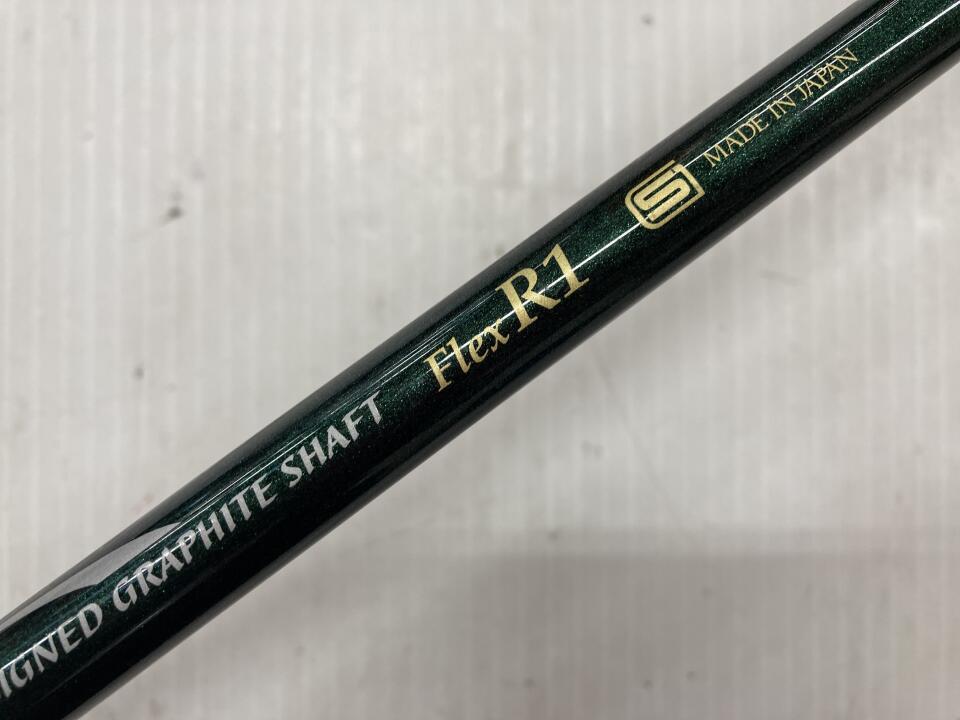 IGNED GRAPHITE SHAFT Flex R1 S MADE IN JAPAN